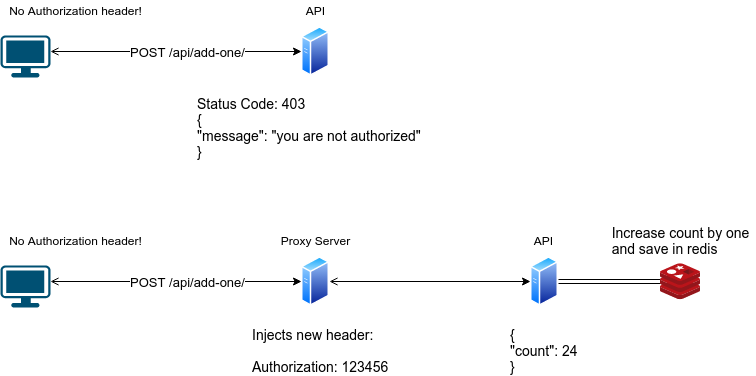 No Authorization header!
API
POST /api/add-one/
Status Code: 403
{
"message": "you are not authorized"
}
No Authorization header!
Proxy Server
API
Increase count by one
and save in redis
POST /api/add-one/
Injects new header:
Authorization: 123456
{
"count": 24
}